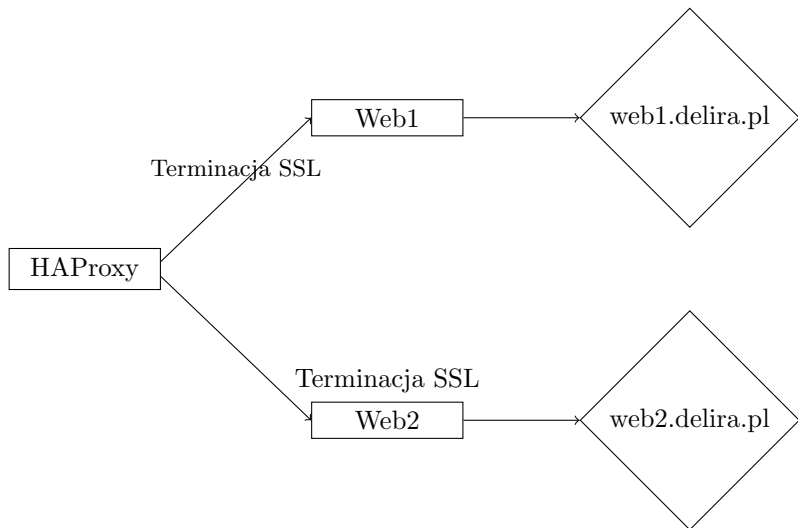 Web1
web1.delira.pl
Terminacja SSL
HAProxy
Terminacja SSL
Web2
web2.delira.pl